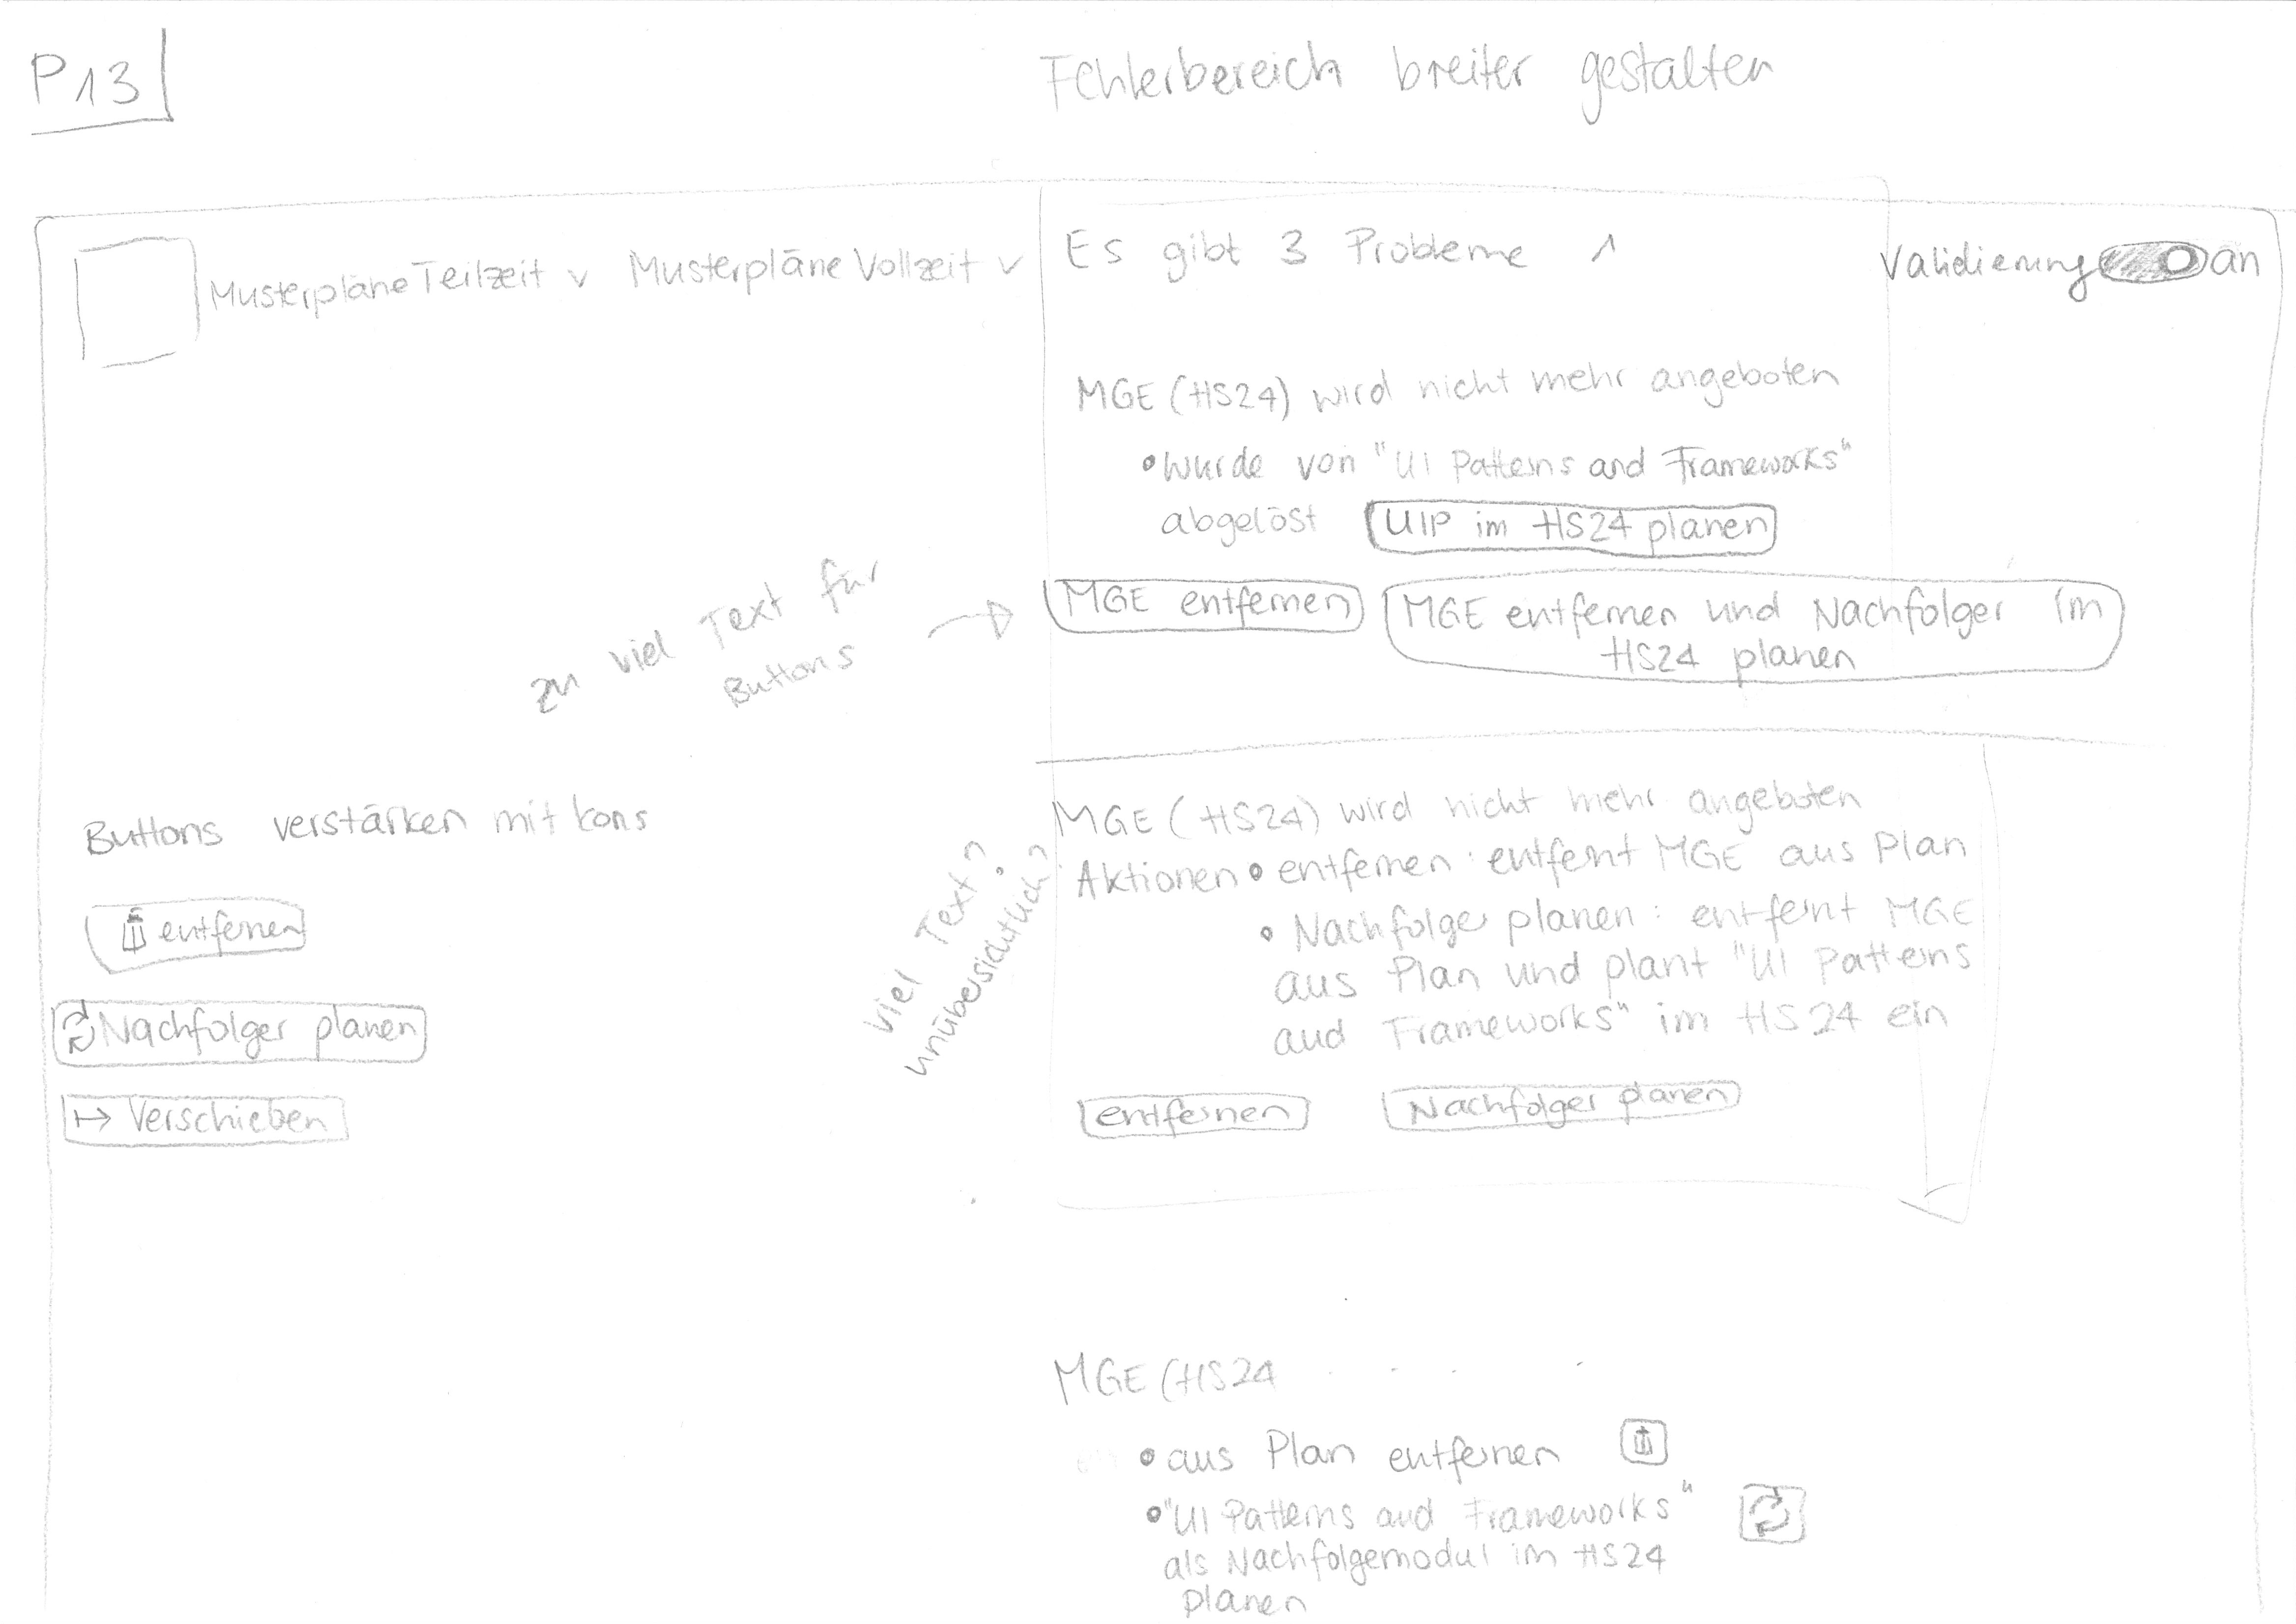 P13
Fehlerbereich breiter gestalten
Musterpläne Teilzeit v Musterpläne Vollzeit v
Es gibt 3 Probleme ^
Validierung an
MGE (HS24) wird nicht mehr angeboten
• wurde von "UI Patterns and Frameworks"
abgelöst UIP im HS24 planen
MGE entfernen MGE entfernen und Nachfolger im
HS24 planen
zu viel Text für
Buttons
MGE (HS24) wird nicht mehr angeboten
Aktionen • entfernen: entfernt MGE aus Plan
• Nachfolger planen: entfernt MGE
aus Plan und plant "UI Patterns
and Frameworks" im HS24 ein
entfernen Nachfolger planen
viel Text?
unübersichtlich?
Buttons verstärken mit Icons
entfernen
Nachfolger planen
↦ Verschieben
MGE (HS24 - - -
• aus Plan entfernen
• "UI Patterns and Frameworks"
als Nachfolgemodul im HS24
planen